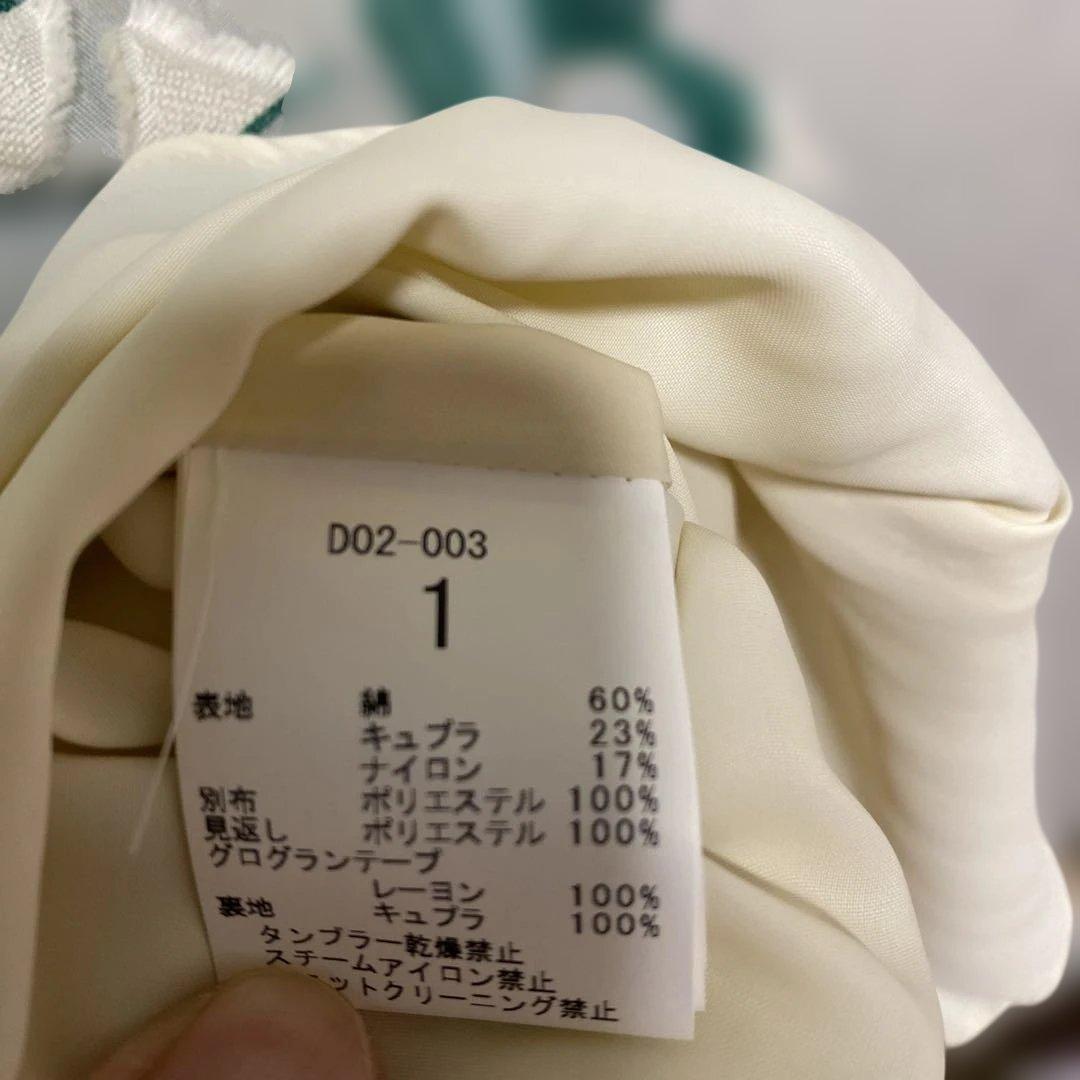 D02-003
1
表地 綿 60%
キュプラ 23%
ナイロン 17%
別布 ポリエステル 100%
見返し ポリエステル 100%
グログランテープ
レーヨン 100%
裏地 キュプラ 100%
タンブラー乾燥禁止
スチームアイロン禁止
ットクリーニング禁止